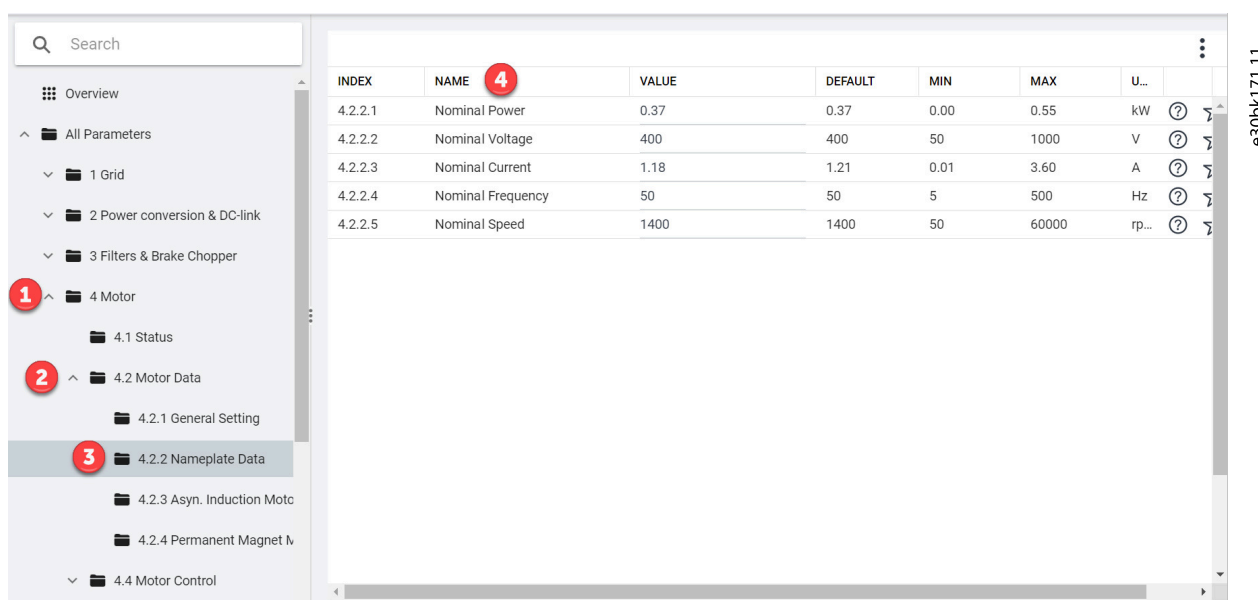 Search
Overview
All Parameters
1 Grid
2 Power conversion & DC-link
3 Filters & Brake Chopper
1
4 Motor
4.1 Status
2
4.2 Motor Data
4.2.1 General Setting
3
4.2.2 Nameplate Data
4.2.3 Asyn. Induction Moto
4.2.4 Permanent Magnet M
4.4 Motor Control
INDEX NAME 4 VALUE DEFAULT MIN MAX U...
4.2.2.1 Nominal Power 0.37 0.37 0.00 0.55 kW ?
4.2.2.2 Nominal Voltage 400 400 50 1000 V ?
4.2.2.3 Nominal Current 1.18 1.21 0.01 3.60 A ?
4.2.2.4 Nominal Frequency 50 50 5 500 Hz ?
4.2.2.5 Nominal Speed 1400 1400 50 60000 rp... ?
e30bk171.11